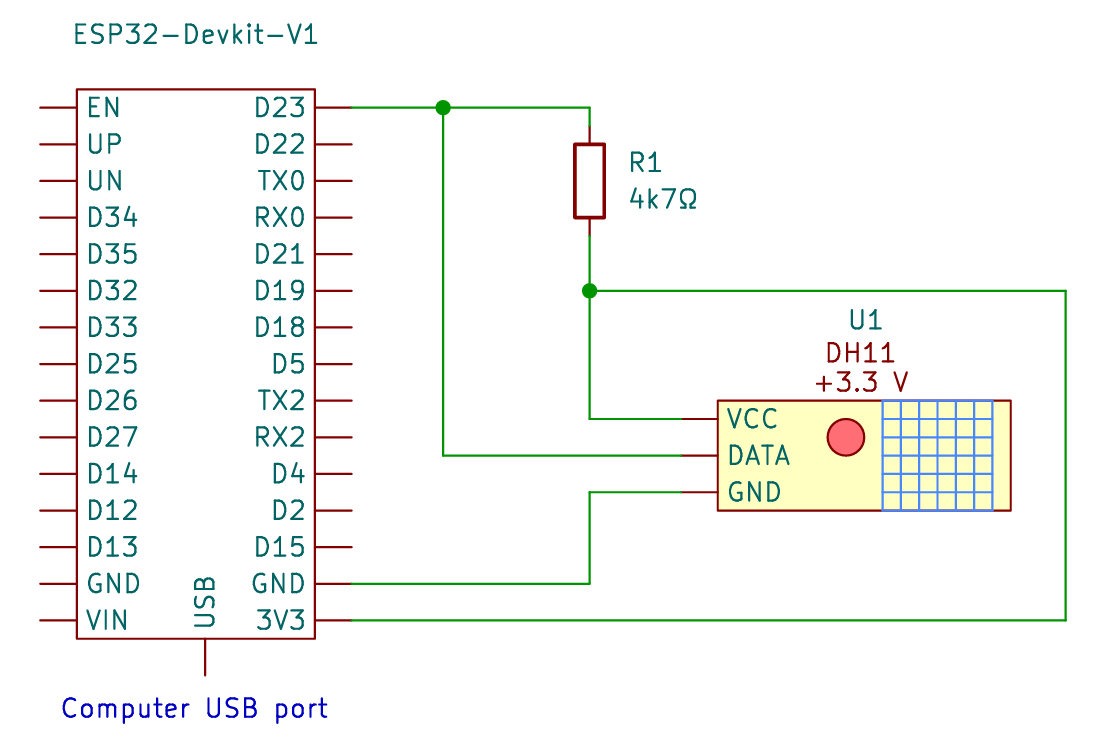 ESP32-Devkit-V1
EN
UP
UN
D34
D35
D32
D33
D25
D26
D27
D14
D12
D13
GND
VIN
D23
D22
TX0
RX0
D21
D19
D18
D5
TX2
RX2
D4
D2
D15
GND
3V3
USB
Computer USB port
R1
4k7Ω
U1
DH11
+3.3 V
VCC
DATA
GND